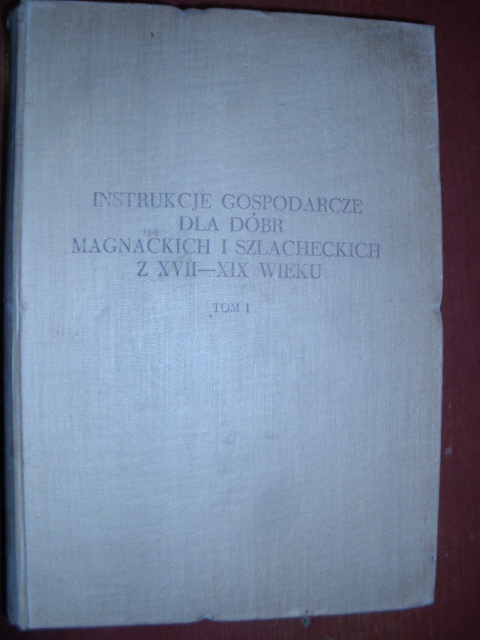 INSTRUKCJE GOSPODARCZE
DLA DÓBR
MAGNACKICH I SZLACHECKICH
Z XVII—XIX WIEKU
TOM I